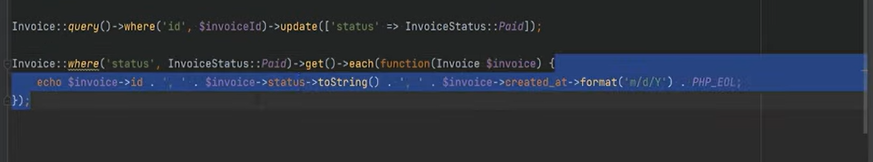 Invoice::query()->where('id', $invoiceId)->update(['status' => InvoiceStatus::Paid]);
Invoice::where('status', InvoiceStatus::Paid)->get()->each(function(Invoice $invoice) {
echo $invoice->id . ', ' . $invoice->status->toString() . ', ' . $invoice->created_at->format('m/d/Y') . PHP_EOL;
});